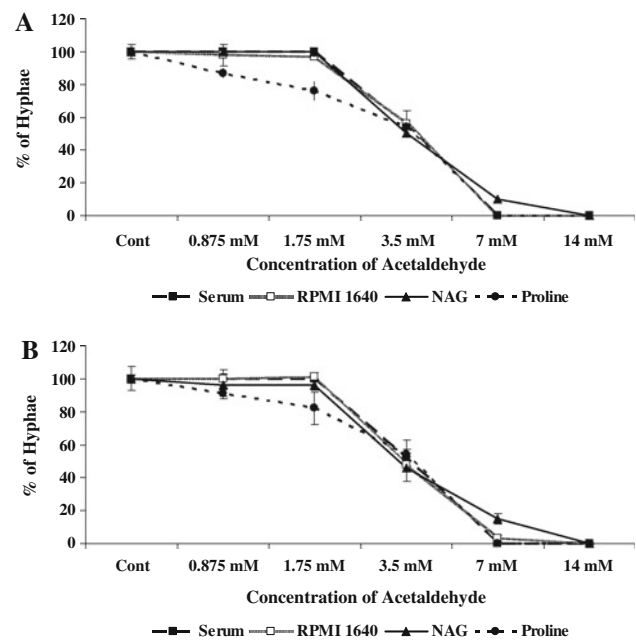 A
120
100
80
60
40
20
0
% of Hyphae
Cont 0.875 mM 1.75 mM 3.5 mM 7 mM 14 mM
Concentration of Acetaldehyde
Serum RPMI 1640 NAG Proline
B
120
100
80
60
40
20
0
% of Hyphae
Cont 0.875 mM 1.75 mM 3.5 mM 7 mM 14 mM
Concentration of Acetaldehyde
Serum RPMI 1640 NAG Proline